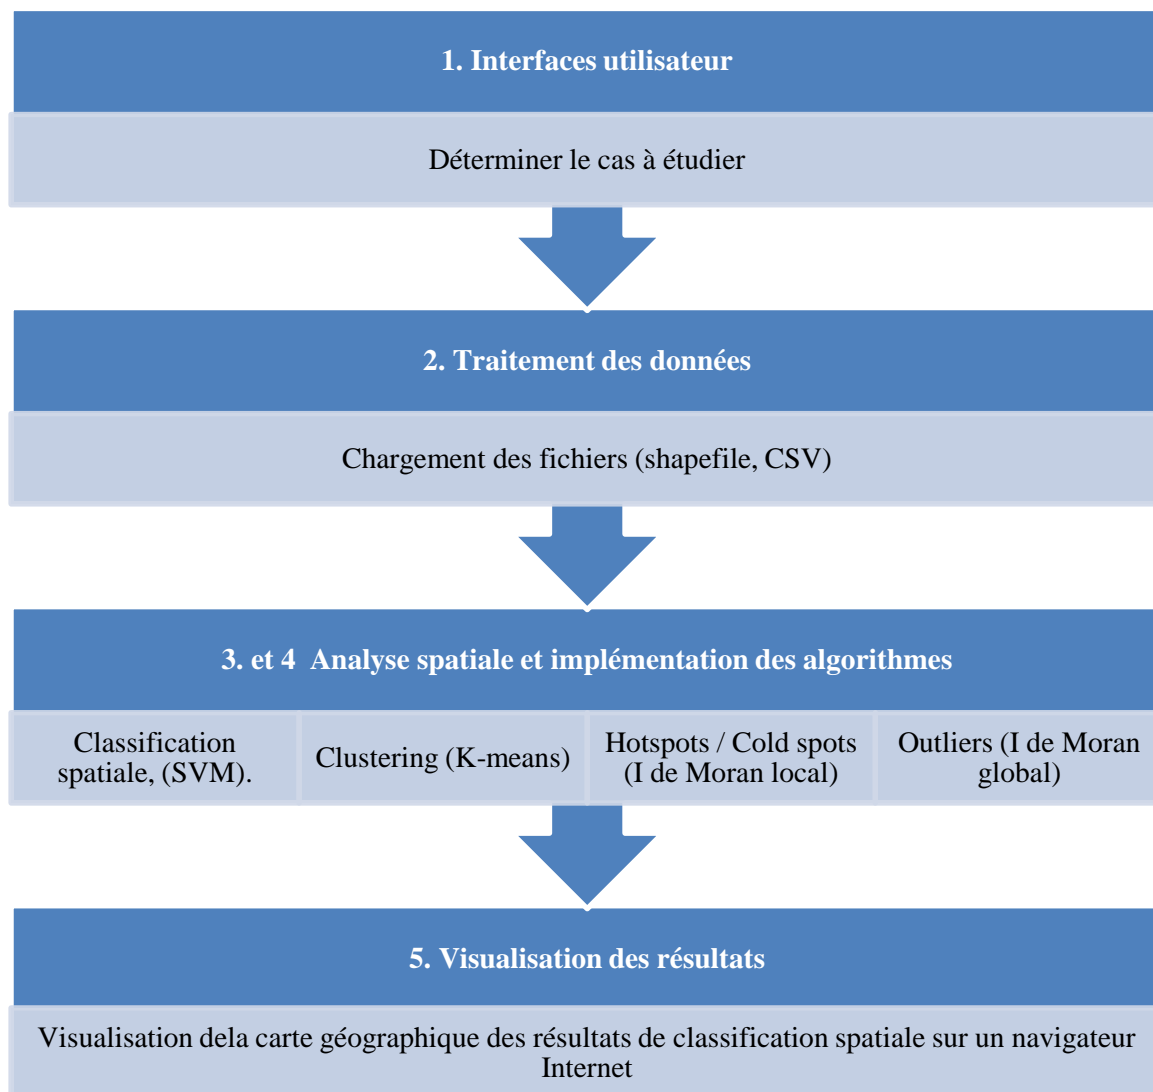 1. Interfaces utilisateur
Déterminer le cas à étudier
2. Traitement des données
Chargement des fichiers (shapefile, CSV)
3. et 4  Analyse spatiale et implémentation des algorithmes
Classification
spatiale, (SVM).
Clustering (K-means)
Hotspots / Cold spots
(I de Moran local)
Outliers (I de Moran
global)
5. Visualisation des résultats
Visualisation dela carte géographique des résultats de classification spatiale sur un navigateur
Internet